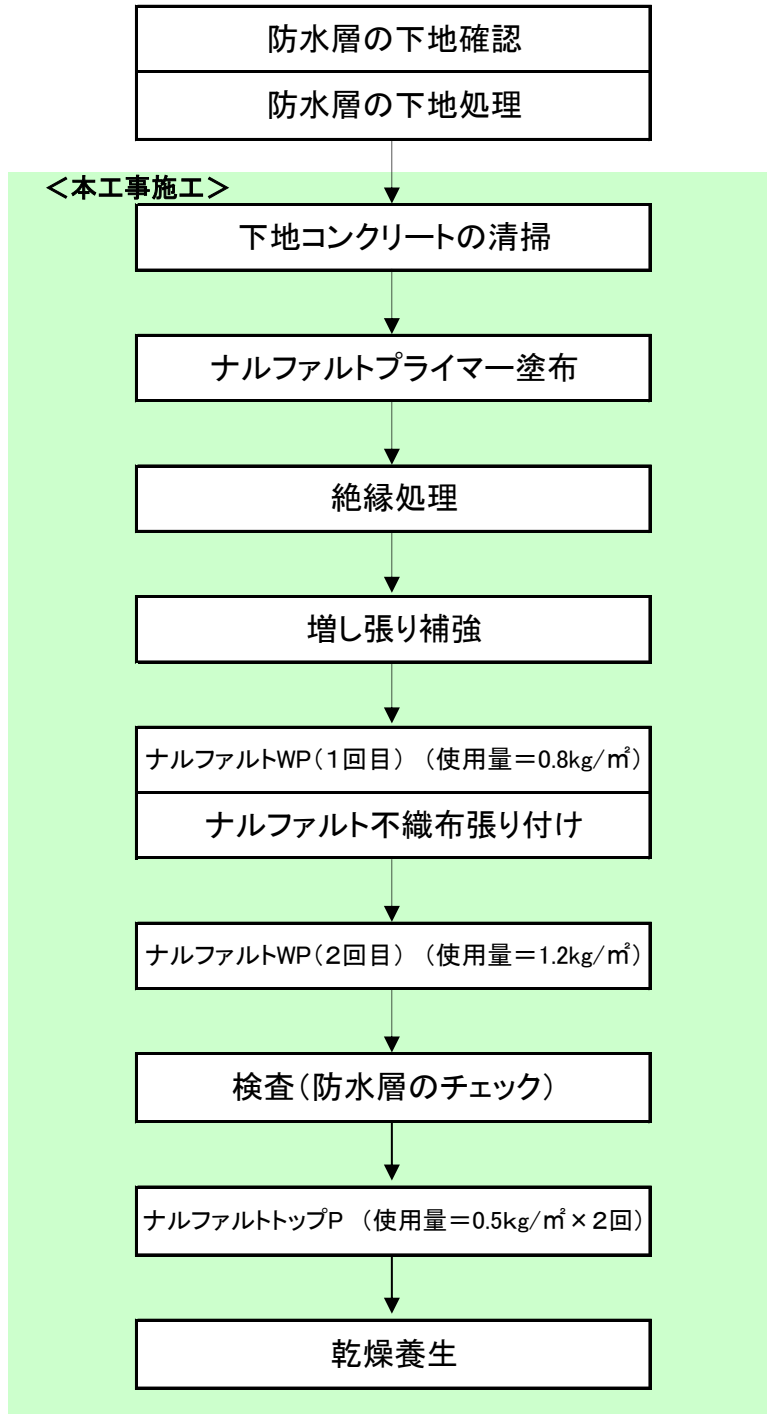 防水層の下地確認
防水層の下地処理
＜本工事施工＞
下地コンクリートの清掃
ナルファルトプライマー塗布
絶縁処理
増し張り補強
ナルファルトWP（１回目）　（使用量＝0.8kg/㎡）
ナルファルト不織布張り付け
ナルファルトWP（２回目）　（使用量＝1.2kg/㎡）
検査（防水層のチェック）
ナルファルトトップP　（使用量＝0.5kg/㎡×２回）
乾燥養生